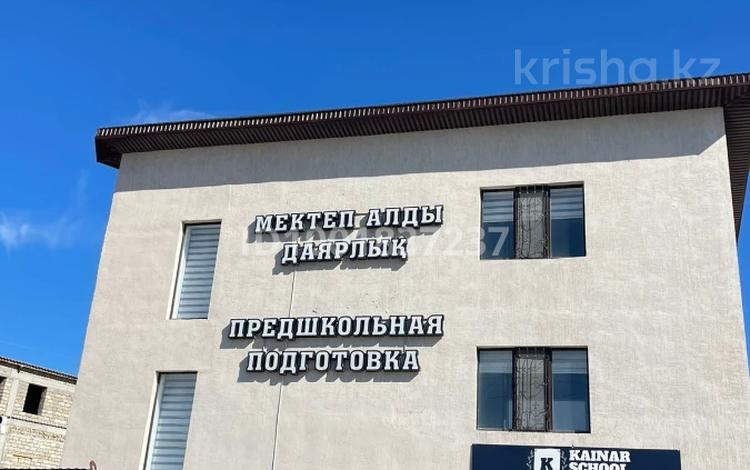 krisha.kz
МЕКТЕП АЛДЫ
ДАЯРЛЫҚ
ПРЕДШКОЛЬНАЯ
ПОДГОТОВКА
K
KAINAR
SCHOOL